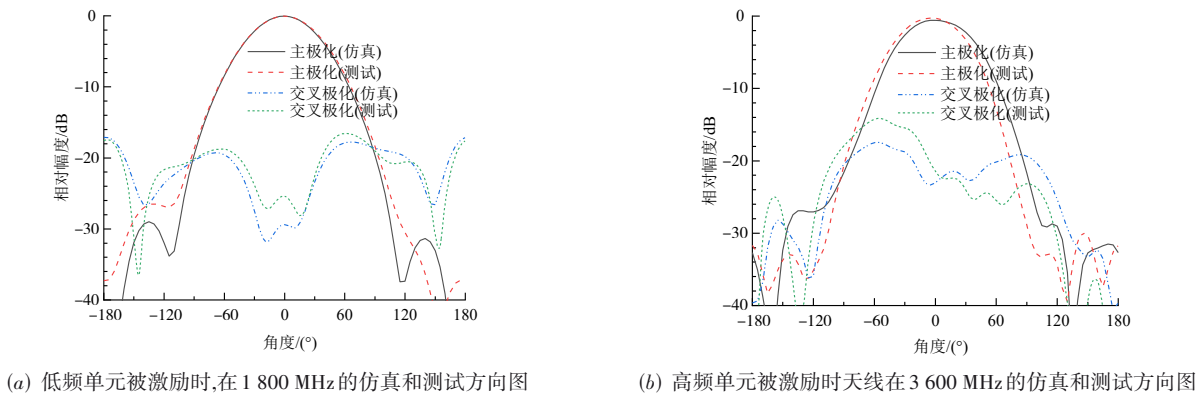 0
−10
−20
−30
−40
相对幅度/dB
−180
−120
−60
0
60
120
180
角度/(°)
主极化(仿真)
主极化(测试)
交叉极化(仿真)
交叉极化(测试)
(a) 低频单元被激励时,在1 800 MHz的仿真和测试方向图
0
−10
−20
−30
−40
相对幅度/dB
−180
−120
−60
0
60
120
180
角度/(°)
主极化(仿真)
主极化(测试)
交叉极化(仿真)
交叉极化(测试)
(b) 高频单元被激励时天线在3 600 MHz的仿真和测试方向图